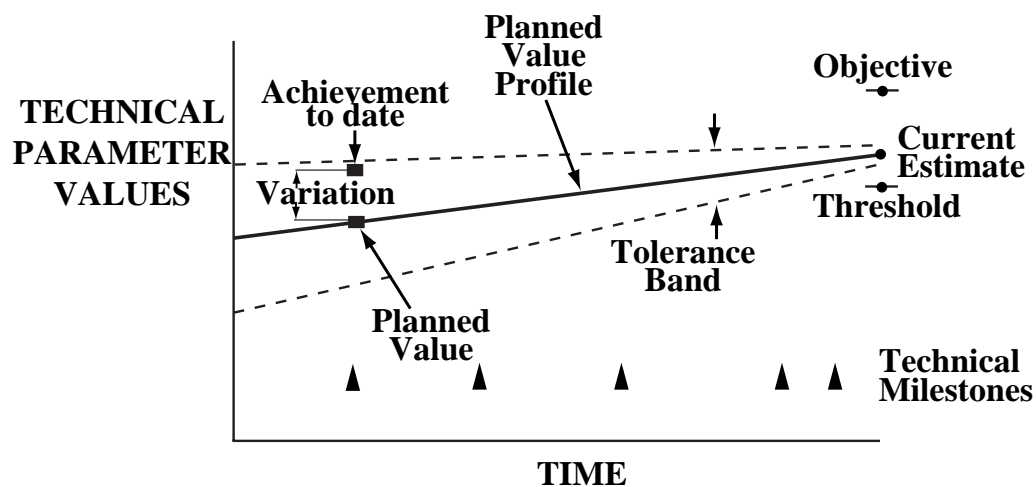 Planned
Value
Profile
Objective
Achievement
to date
TECHNICAL
PARAMETER
VALUES
Current
Estimate
Variation
Threshold
Tolerance
Band
Planned
Value
Technical
Milestones
TIME